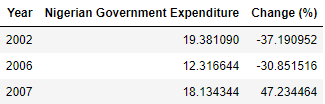 Year Nigerian Government Expenditure Change (%)
2002 19.381090 -37.190952
2006 12.316644 -30.851516
2007 18.134344 47.234464